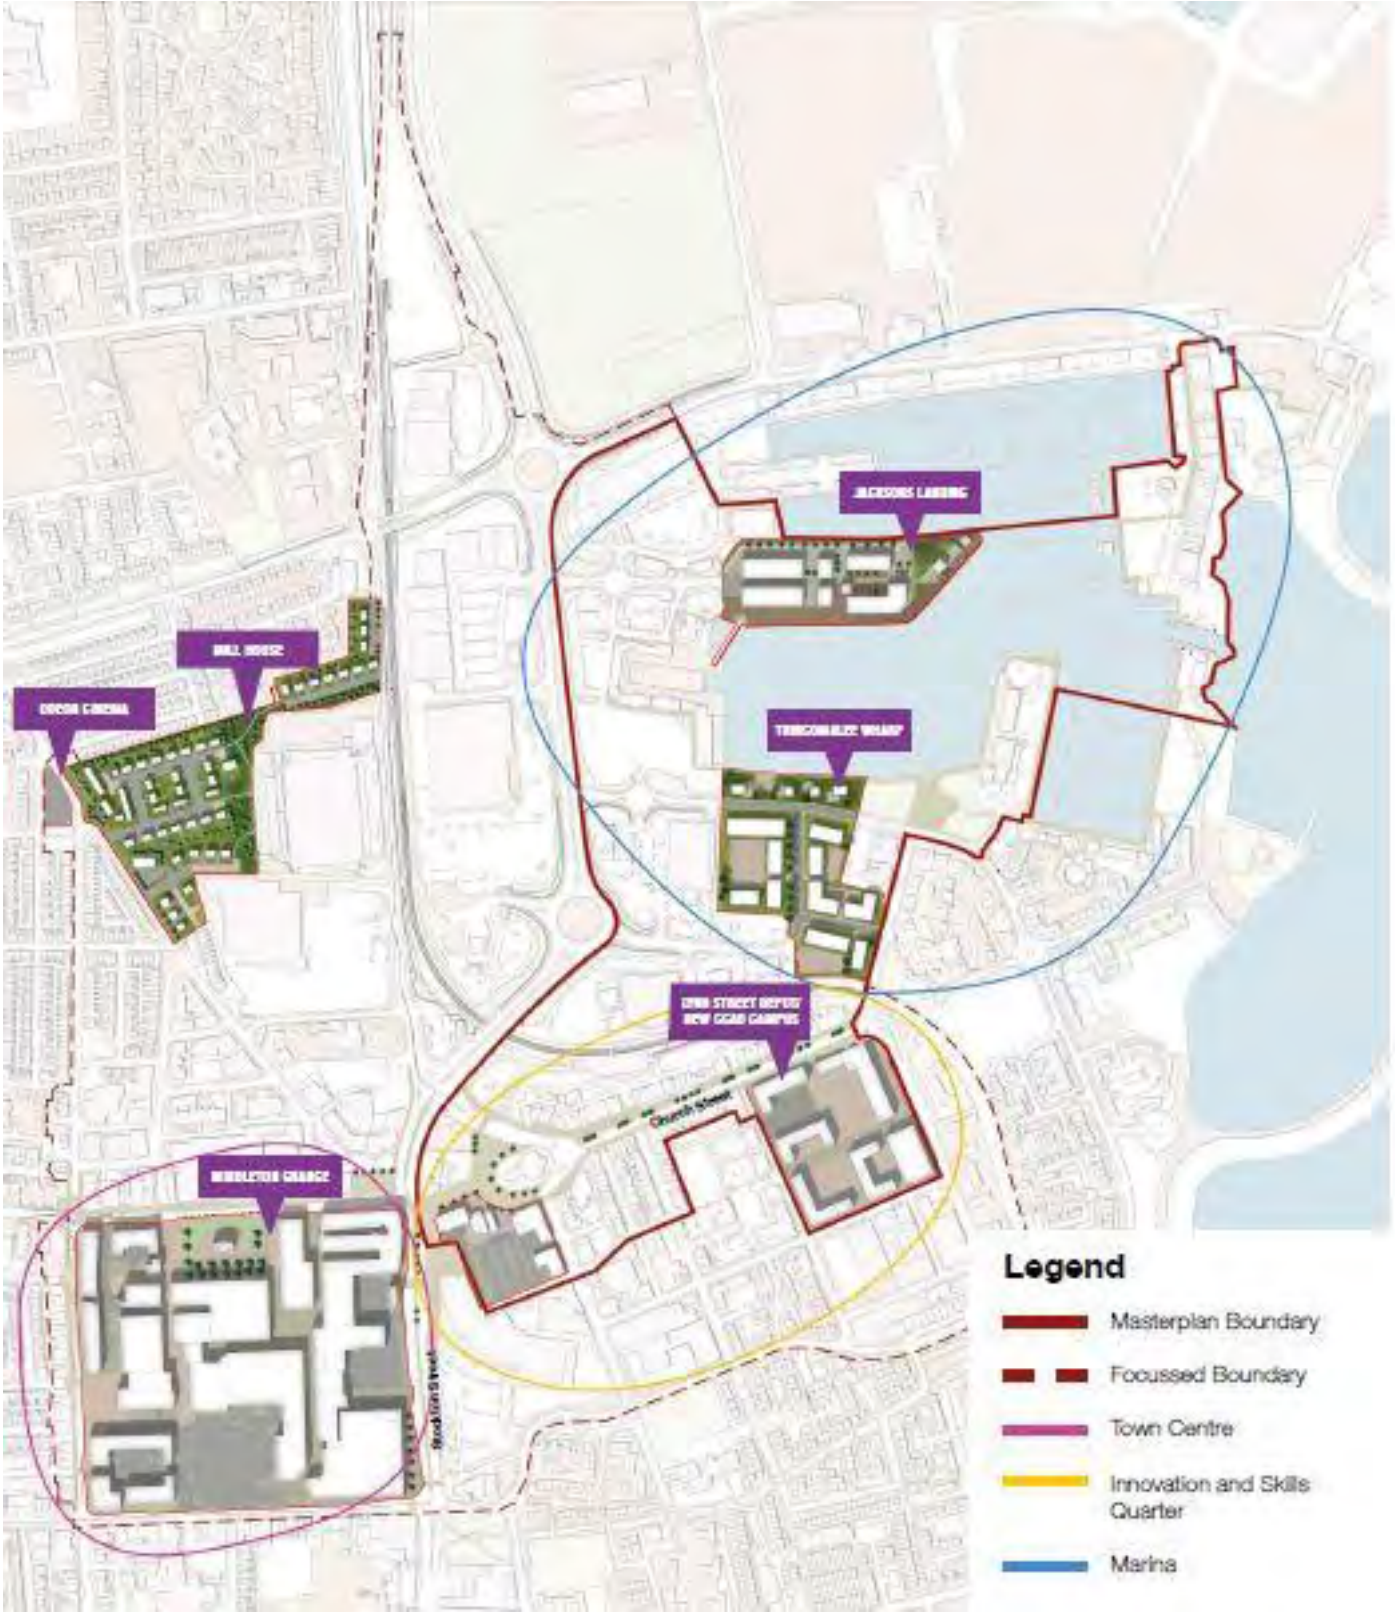 JACKSONS LANDING
MILL HOUSE
ODEON CINEMA
TRINCOMALEE WHARF
LYNN STREET DEPOT/
NEW CCAD CAMPUS
Church Street
MIDDLETON GRANGE
Stockton Street
Legend
Masterplan Boundary
Focussed Boundary
Town Centre
Innovation and Skills
Quarter
Marina